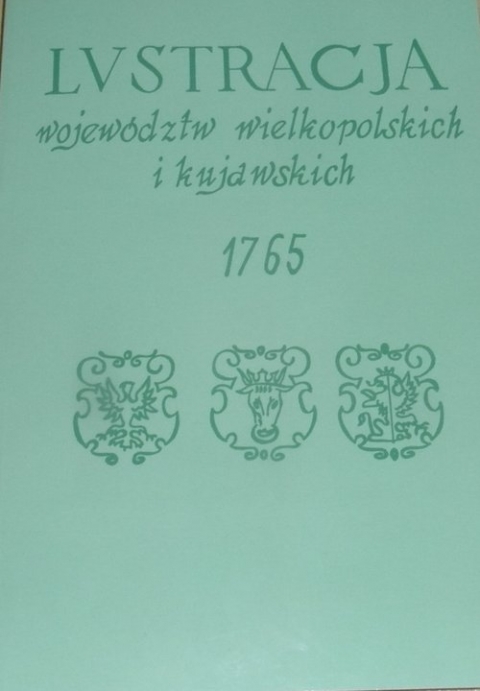 LVSTRACJA
województw wielkopolskich
i kujawskich
1765